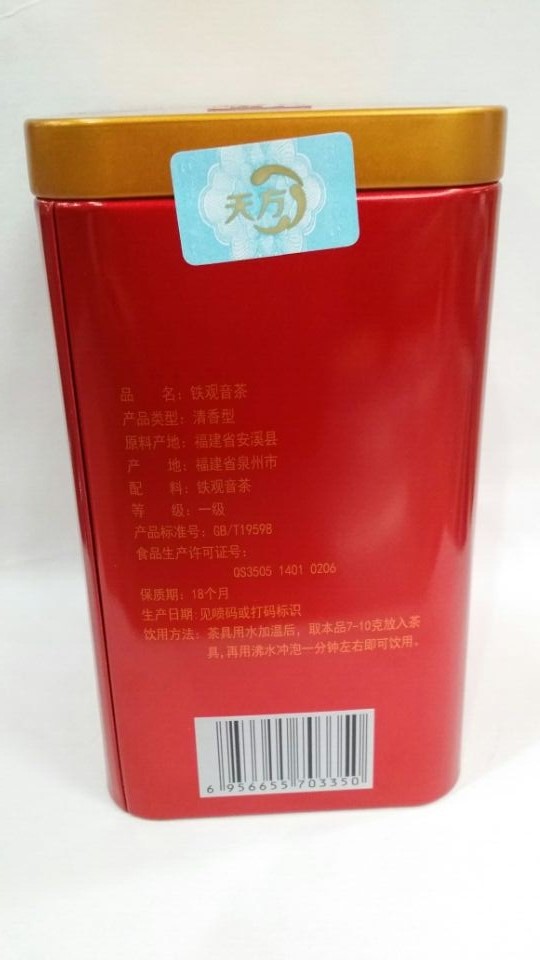 天方
品 名：铁观音茶
产品类型：清香型
原料产地：福建省安溪县
产 地：福建省泉州市
配 料：铁观音茶
等 级：一级
产品标准号：GB/T19598
食品生产许可证号：
QS3505 1401 0206
保质期：18个月
生产日期：见喷码或打码标识
饮用方法：茶具用水加温后，取本品7-10克放入茶
具，再用沸水冲泡一分钟左右即可饮用。
6 956655 703350